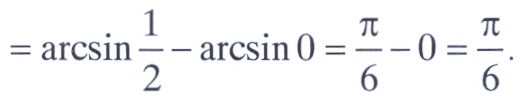 = arcsin 1/2 − arcsin 0 = π/6 − 0 = π/6.